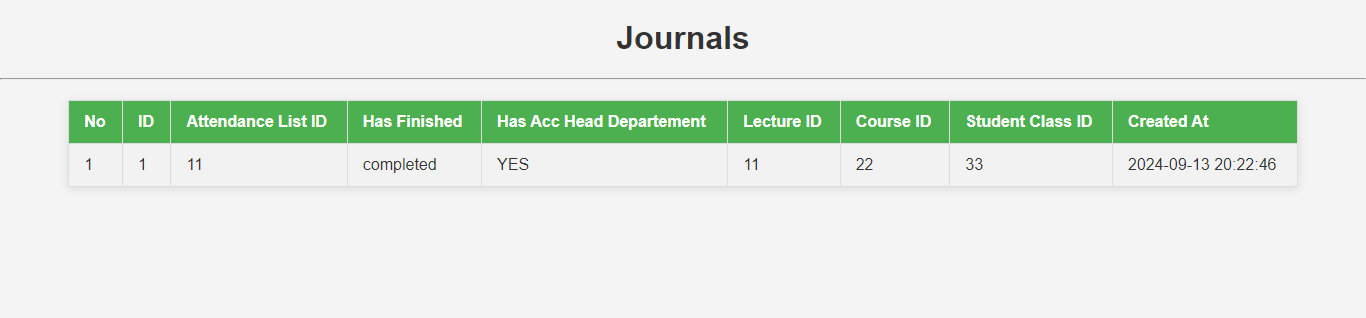 Journals
No ID Attendance List ID Has Finished Has Acc Head Departement Lecture ID Course ID Student Class ID Created At
1 1 11 completed YES 11 22 33 2024-09-13 20:22:46